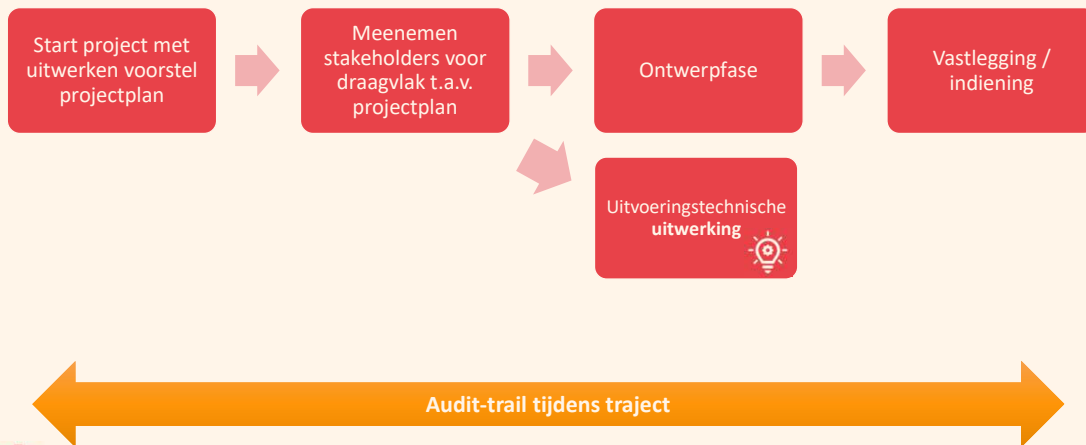 Start project met
uitwerken voorstel
projectplan
Meenemen
stakeholders voor
draagvlak t.a.v.
projectplan
Ontwerpfase
Vastlegging /
indiening
Uitvoeringstechnische
uitwerking
Audit-trail tijdens traject